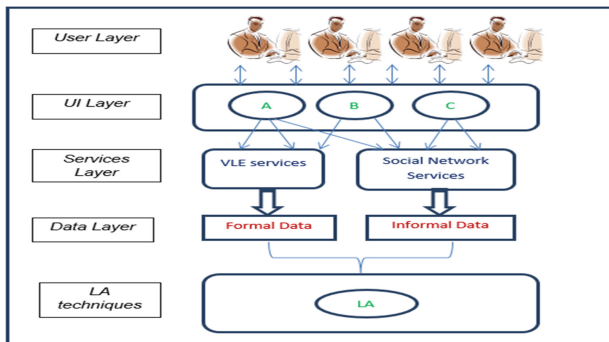 User Layer
UI Layer
A
B
C
Services
Layer
VLE services
Social Network
Services
Data Layer
Formal Data
Informal Data
LA
techniques
LA